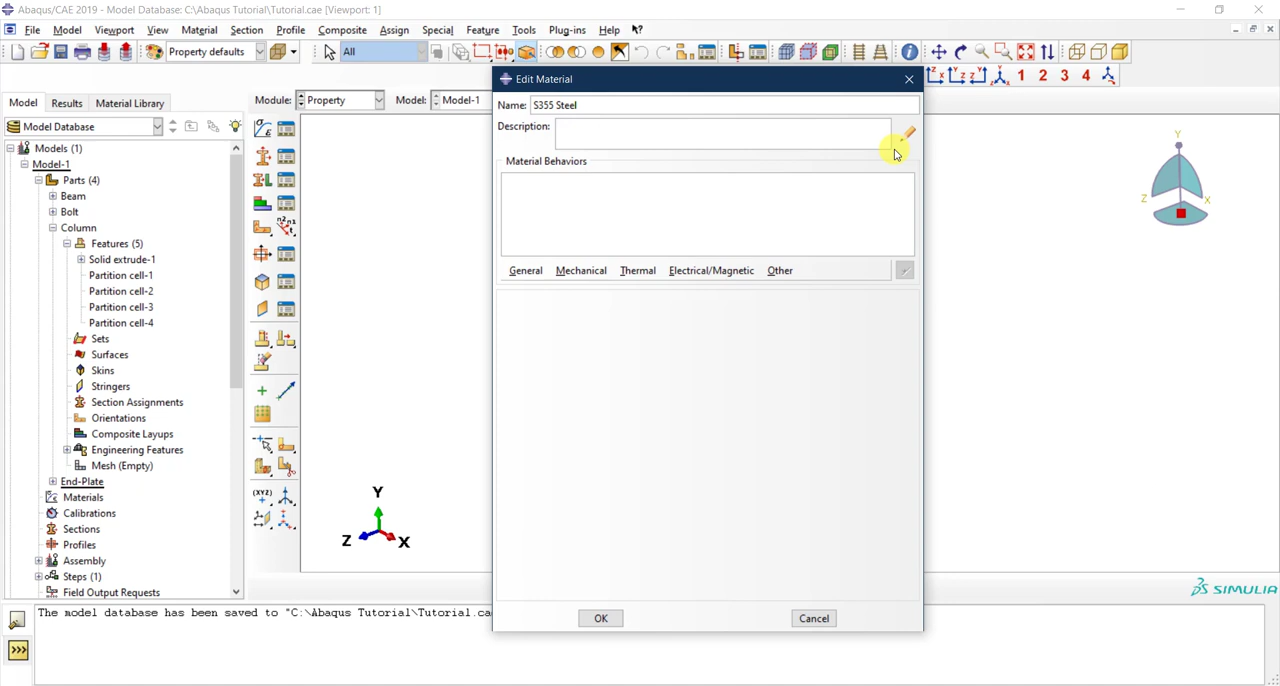 Abaqus/CAE 2019 - Model Database: C:\Abaqus Tutorial\Tutorial.cae [Viewport: 1]
File Model Viewport View Material Section Profile Composite Assign Special Feature Tools Plug-ins Help
Property defaults All
1 2 3 4
Model Results Material Library
Module: Property Model: Model-1
Model Database
Models (1)
Model-1
Parts (4)
Beam
Bolt
Column
Features (5)
Solid extrude-1
Partition cell-1
Partition cell-2
Partition cell-3
Partition cell-4
Sets
Surfaces
Skins
Stringers
Section Assignments
Orientations
Composite Layups
Engineering Features
Mesh (Empty)
End-Plate
Materials
Calibrations
Sections
Profiles
Assembly
Steps (1)
Field Output Requests
(XYZ)
Y
Z X
Edit Material
Name: S355 Steel
Description:
Material Behaviors
General Mechanical Thermal Electrical/Magnetic Other
OK Cancel
Y
Z X
SIMULIA
The model database has been saved to "C:\Abaqus Tutorial\Tutorial.ca
>>>